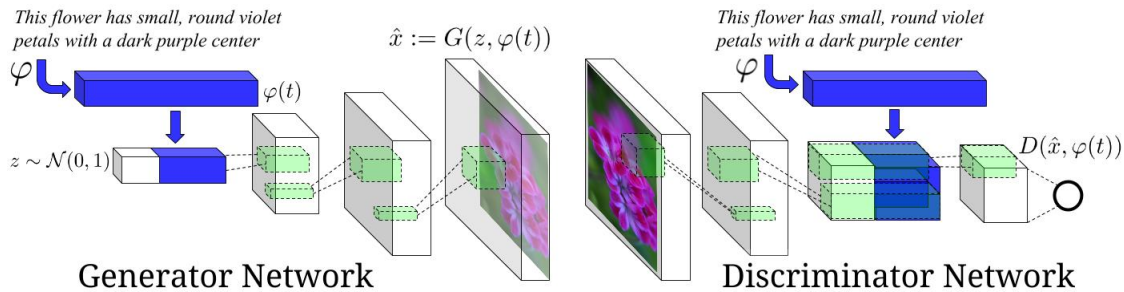 This flower has small, round violet
petals with a dark purple center
φ
φ(t)
z ∼ 𝒩(0, 1)
x̂ := G(z, φ(t))
Generator Network
This flower has small, round violet
petals with a dark purple center
φ
D(x̂, φ(t))
Discriminator Network